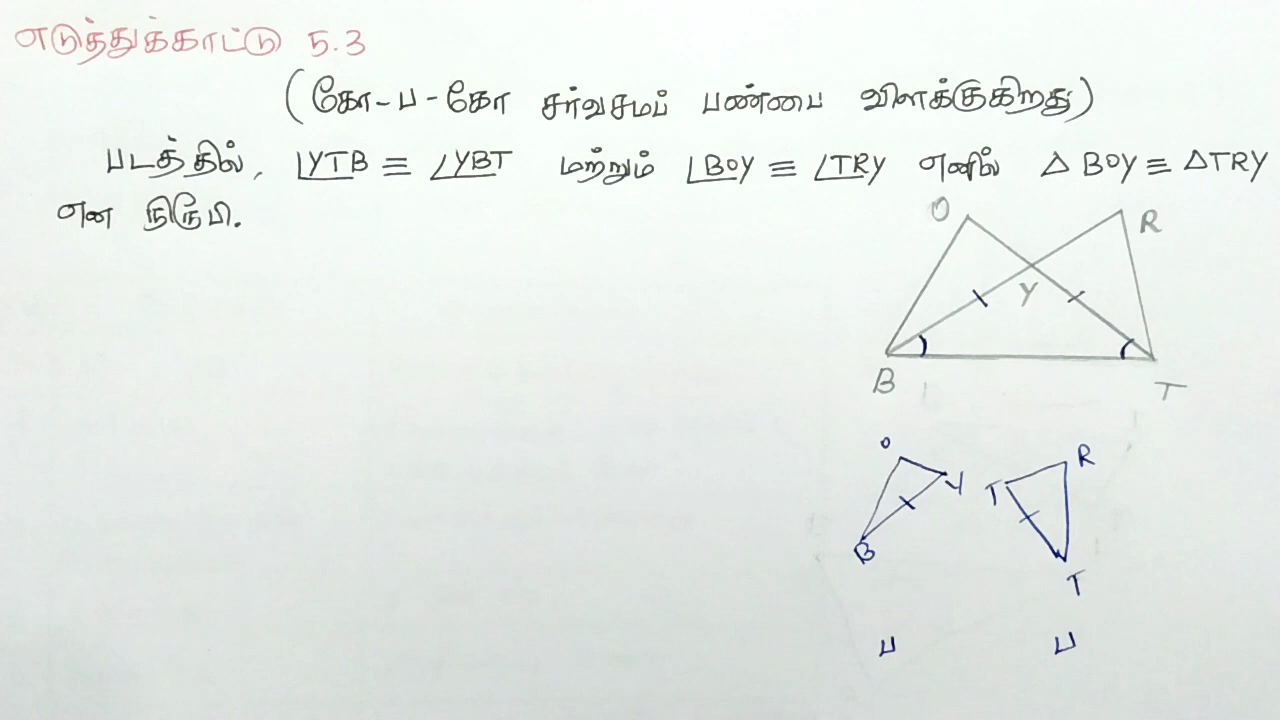 எடுத்துக்காட்டு 5.3
(கோ-ப-கோ சர்வசமப் பண்பை விளக்குகிறது)
படத்தில், ∠YTB ≡ ∠YBT மற்றும் ∠BOY ≡ ∠TRY எனில் △ BOY ≡ △TRY
என நிரூபி.
O R
Y
B T
O Y T R
B T
ப ப